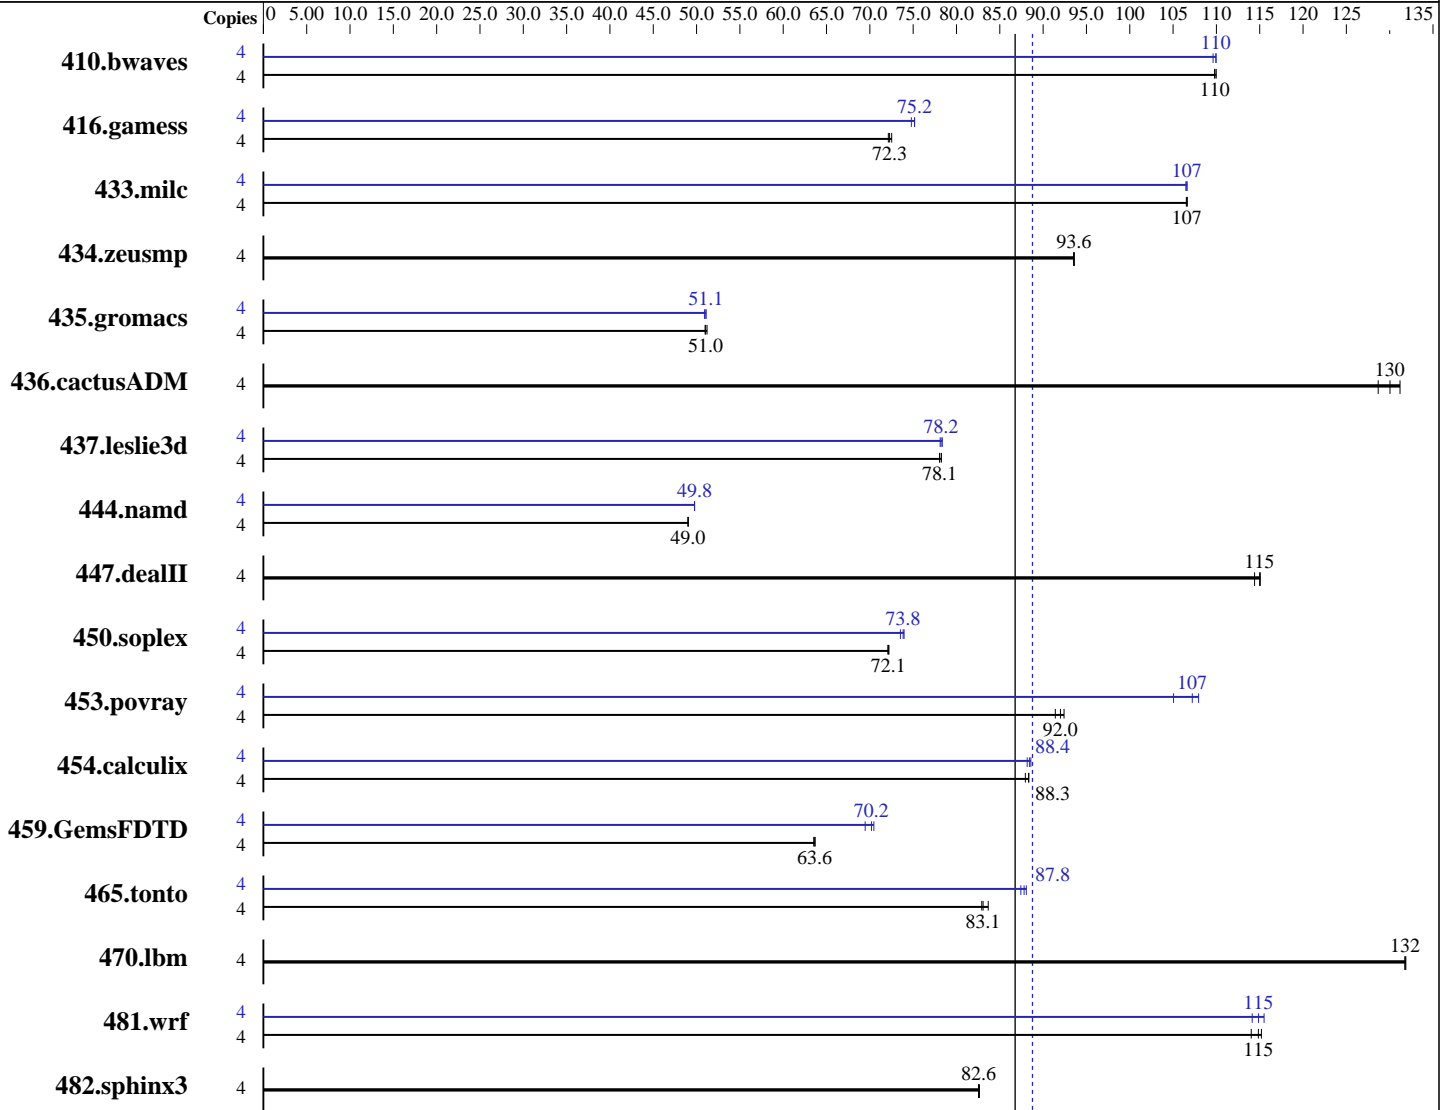 Copies 0 5.00 10.0 15.0 20.0 25.0 30.0 35.0 40.0 45.0 50.0 55.0 60.0 65.0 70.0 75.0 80.0 85.0 90.0 95.0 100 105 110 115 120 125 135
410.bwaves 4 110
4 110
416.gamess 4 75.2
4 72.3
433.milc 4 107
4 107
434.zeusmp 4 93.6
435.gromacs 4 51.1
4 51.0
436.cactusADM 4 130
437.leslie3d 4 78.2
4 78.1
444.namd 4 49.8
4 49.0
447.dealII 4 115
450.soplex 4 73.8
4 72.1
453.povray 4 107
4 92.0
454.calculix 4 88.4
4 88.3
459.GemsFDTD 4 70.2
4 63.6
465.tonto 4 87.8
4 83.1
470.lbm 4 132
481.wrf 4 115
4 115
482.sphinx3 4 82.6